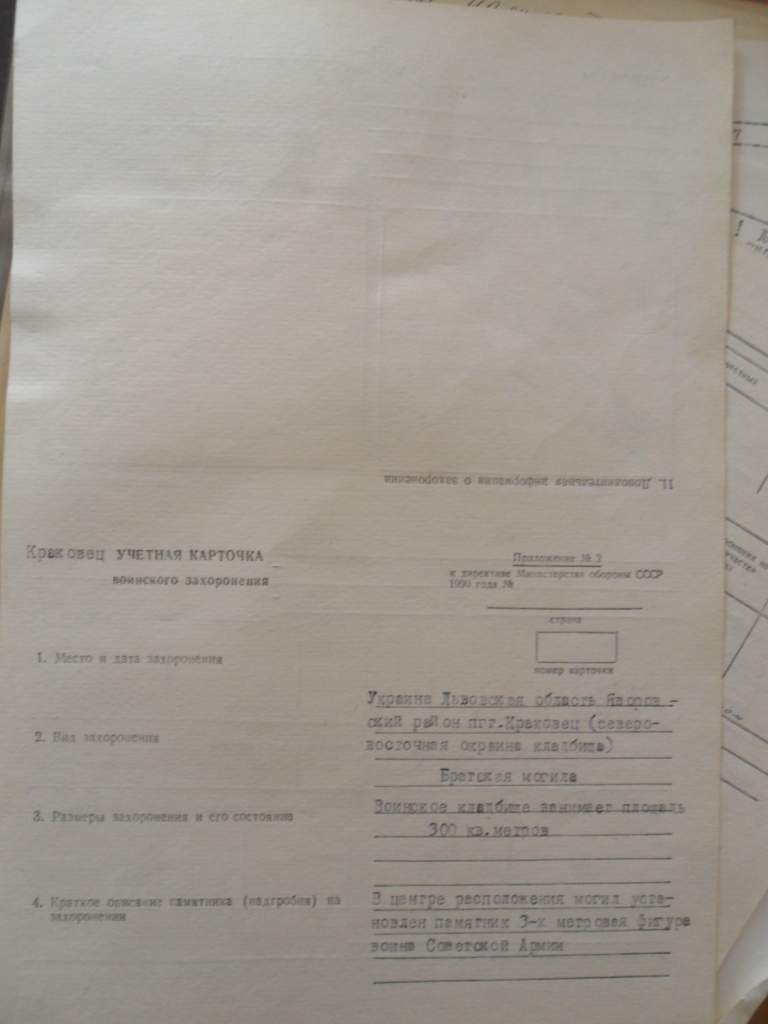 11. Дополнительная информация о захоронении
Краковец УЧЕТНАЯ КАРТОЧКА
воинского захоронения
Приложение № 2
к директиве Министерства обороны СССР
1990 года №
страна
номер карточки
1. Место и дата захоронения
Украина Львовская область Яворов -
ский район пгт.Краковец (северо-
восточная окраина кладбища)
2. Вид захоронения
Братская могила
3. Размеры захоронения и его состояние
Воинское кладбище занимает площадь
300 кв.метров
4. Краткое описание памятника (надгробия) на
захоронении
В центре расположения могил уста-
новлен памятник 3-х метровая фигура
воина Советской Армии